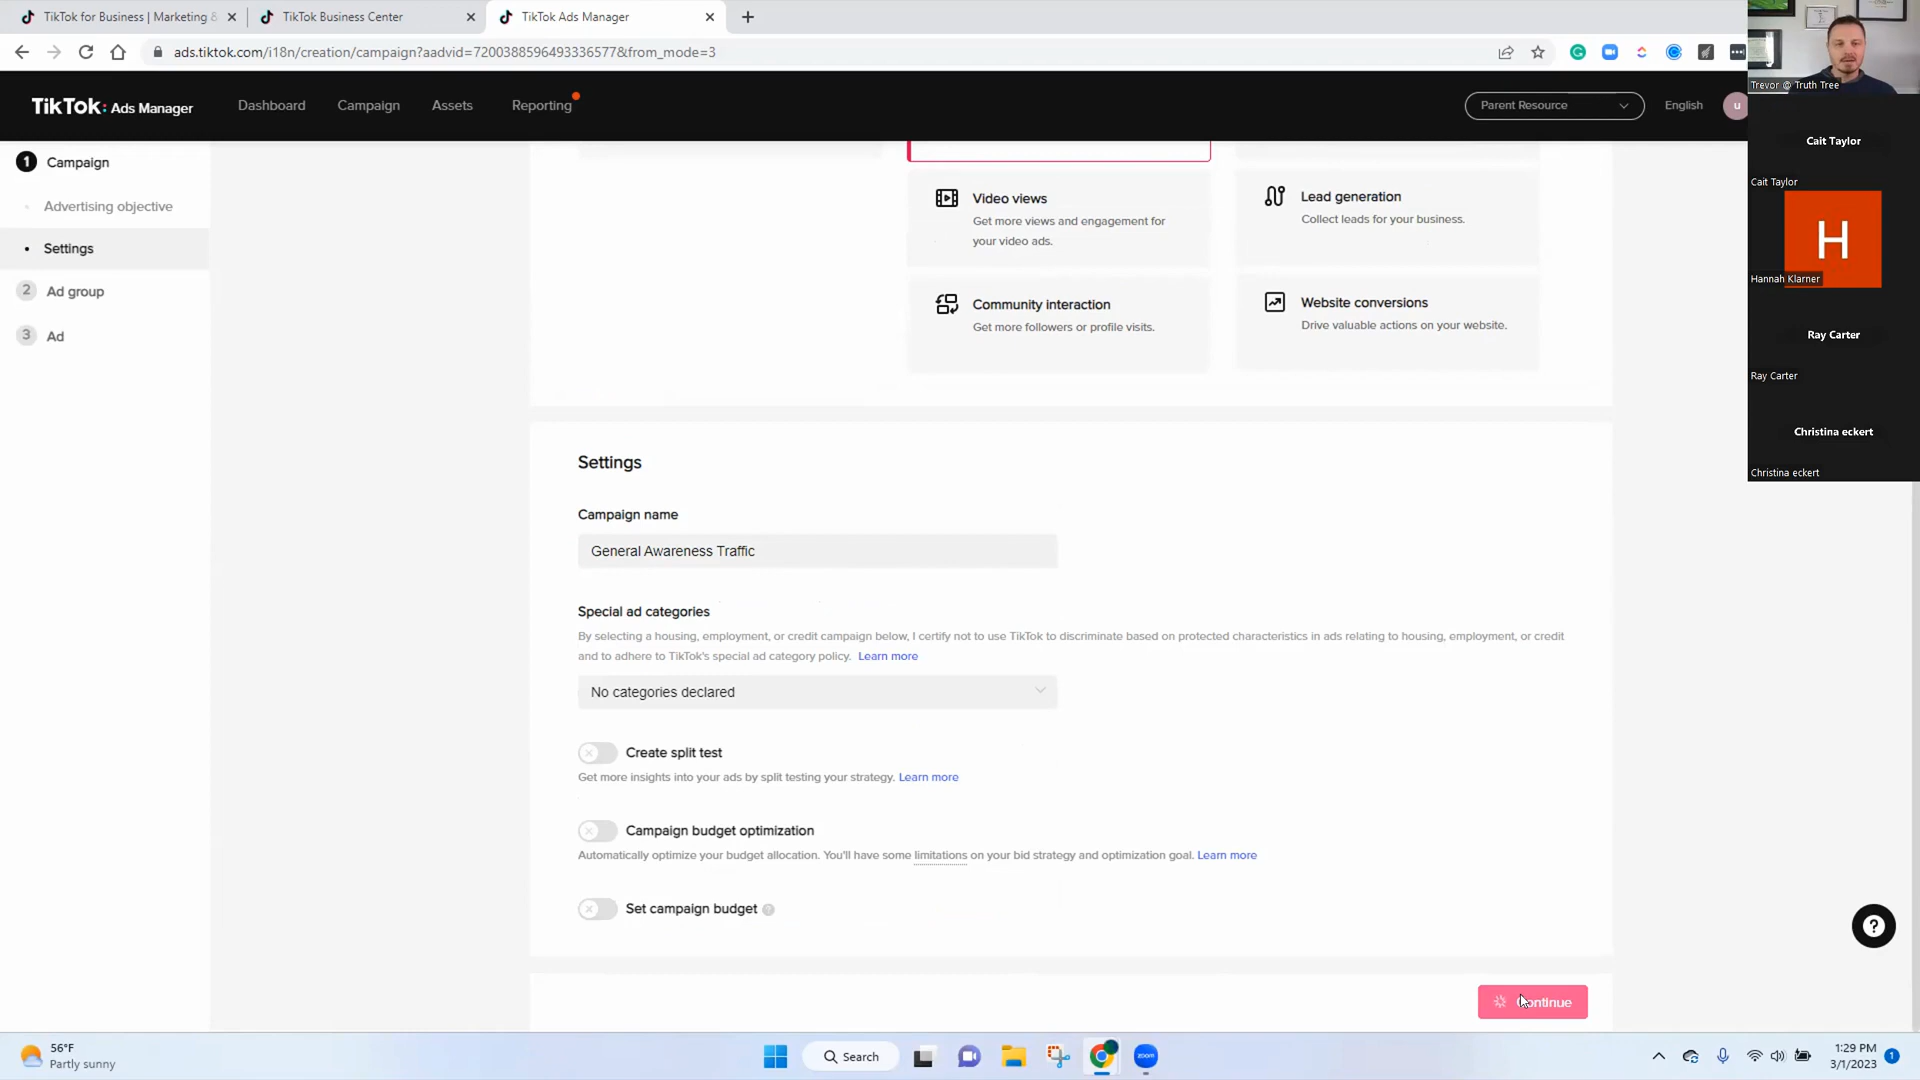 TikTok for Business | Marketing &
TikTok Business Center
TikTok Ads Manager
ads.tiktok.com/i18n/creation/campaign?aadvid=7200388596493336577&from_mode=3
Trevor @ Truth Tree
TikTok: Ads Manager
Dashboard
Campaign
Assets
Reporting
Parent Resource
English
u
Cait Taylor
Cait Taylor
H
Hannah Klarner
Ray Carter
Ray Carter
Christina eckert
Christina eckert
1 Campaign
Advertising objective
Settings
2 Ad group
3 Ad
Video views
Get more views and engagement for
your video ads.
Lead generation
Collect leads for your business.
Community interaction
Get more followers or profile visits.
Website conversions
Drive valuable actions on your website.
Settings
Campaign name
General Awareness Traffic
Special ad categories
By selecting a housing, employment, or credit campaign below, I certify not to use TikTok to discriminate based on protected characteristics in ads relating to housing, employment, or credit
and to adhere to TikTok's special ad category policy. Learn more
No categories declared
Create split test
Get more insights into your ads by split testing your strategy. Learn more
Campaign budget optimization
Automatically optimize your budget allocation. You'll have some limitations on your bid strategy and optimization goal. Learn more
Set campaign budget ?
?
Continue
56°F
Partly sunny
Search
zoom
1:29 PM
3/1/2023
1